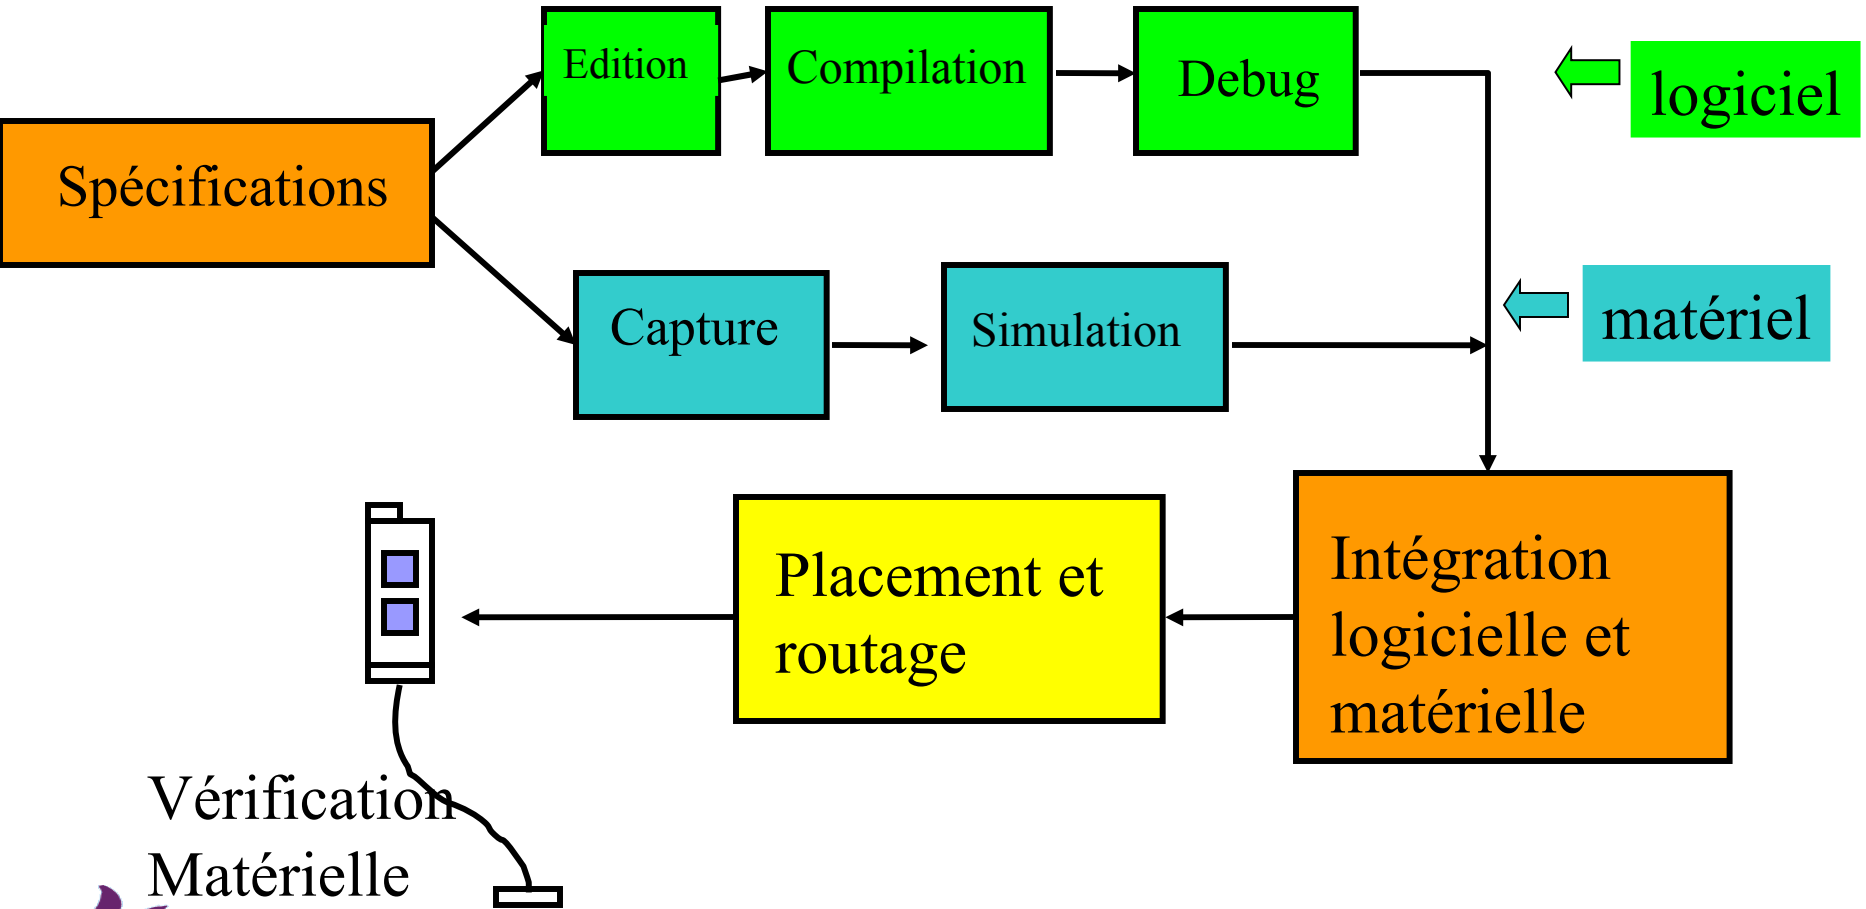 Edition
Compilation
Debug
logiciel
Spécifications
Capture
Simulation
matériel
Placement et
routage
Intégration
logicielle et
matérielle
Vérification
Matérielle